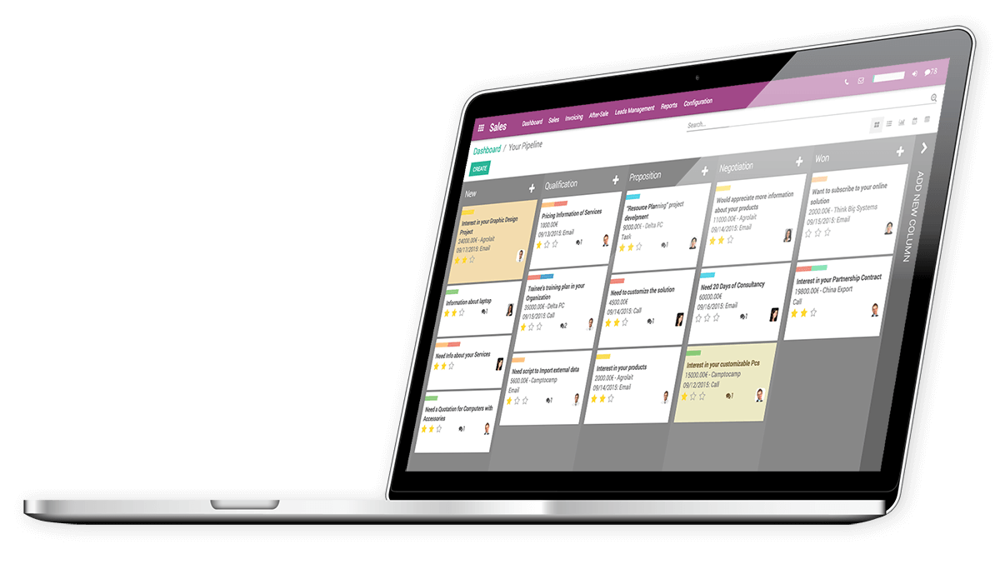 Sales
Dashboard Sales Invoicing After-Sale Leads Management Reports Configuration
78
Dashboard / Your Pipeline
Search...
CREATE
New
Interest in your Graphic Design
Project
24000.00€ - Agrolait
Information about laptop
1
Need Info about your Services
Need a Quotation for Computers with
Accessories
1
Qualification
Pricing Information of Services
1000.00€
09/13/2015: Email
1
Trainee's training plan in your
Organization
35000.00€ - Delta PC
09/15/2015: Call
2
Need script to Import external data
5600.00€ - Camptocamp
Email
1
Proposition
"Resource Planning" project
develpment
9000.00€ - Delta PC
Task
1
Need to customize the solution
4500.00€
09/14/2015: Call
1
Interest in your products
2000.00€ - Agrolait
09/14/2015: Email
Negotiation
Would appreciate more information
about your products
11000.00€ - Agrolait
09/14/2015: Email
Need 20 Days of Consultancy
60000.00€
09/16/2015: Email
1
Interest in your customizable Pcs
15000.00€ - Camptocamp
09/12/2015: Call
1
Won
Want to subscribe to your online
solution
2000.00€ - Think Big Systems
09/15/2015: Email
Interest in your Partnership Contract
19800.00€ - China Export
Call
ADD NEW COLUMN